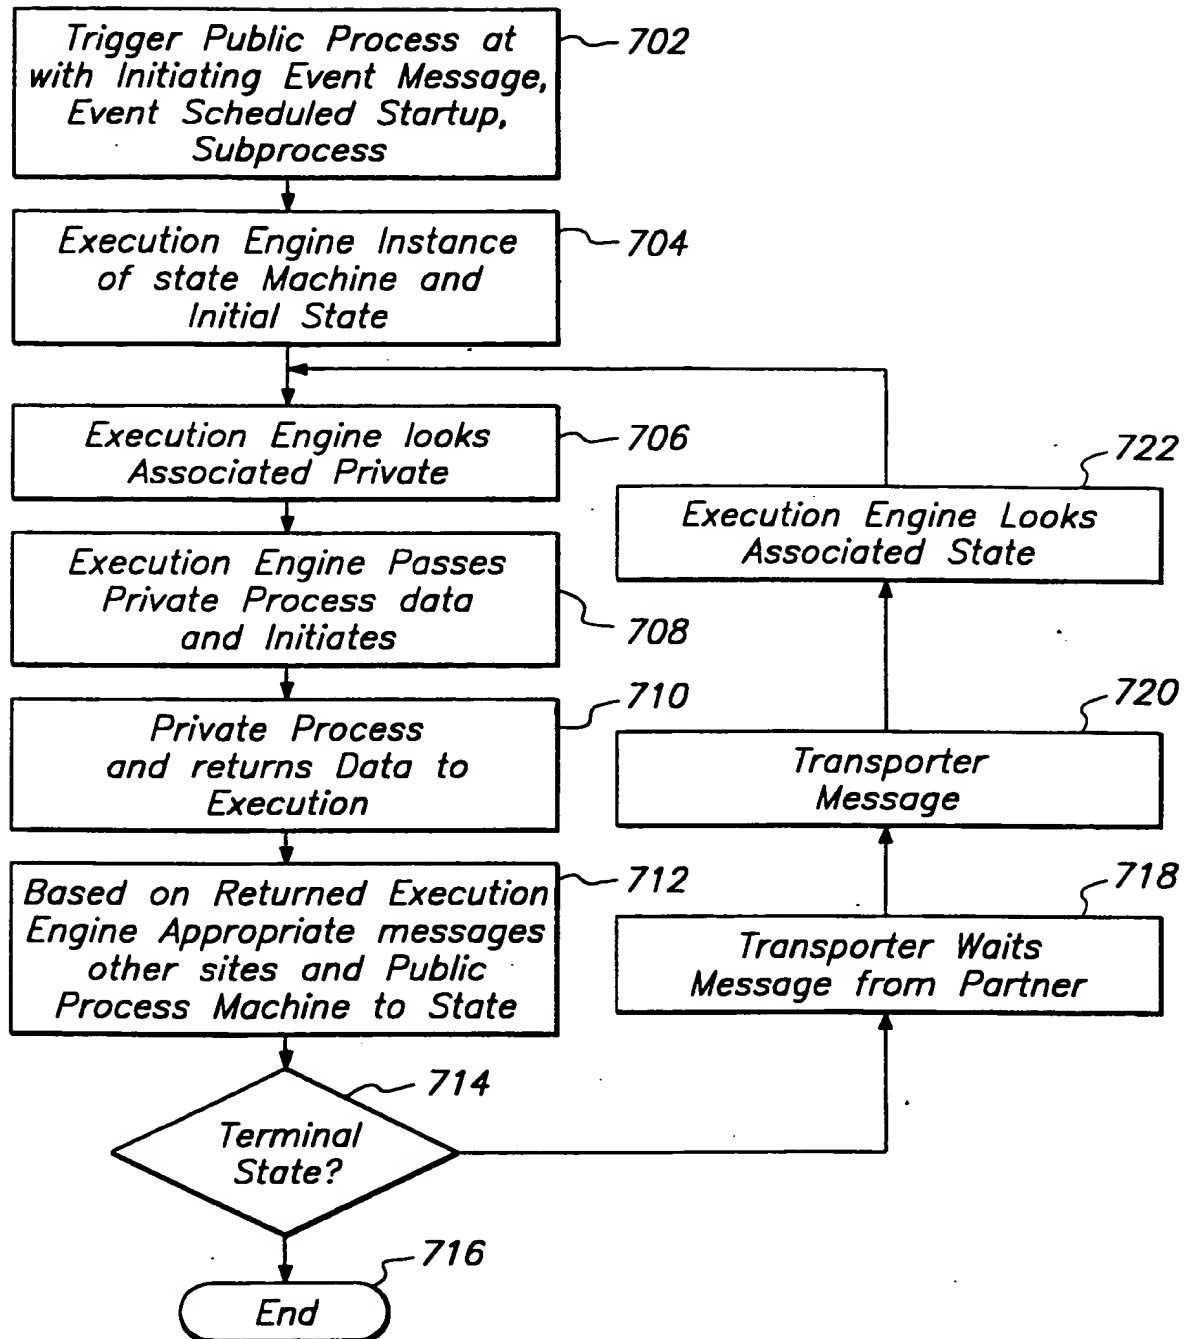 Trigger Public Process at
with Initiating Event Message,
Event Scheduled Startup,
Subprocess
702
Execution Engine Instance
of state Machine and
Initial State
704
Execution Engine looks
Associated Private
706
Execution Engine Passes
Private Process data
and Initiates
708
Private Process
and returns Data to
Execution
710
Based on Returned Execution
Engine Appropriate messages
other sites and Public
Process Machine to State
712
Terminal
State?
714
End
716
Transporter Waits
Message from Partner
718
Transporter
Message
720
Execution Engine Looks
Associated State
722